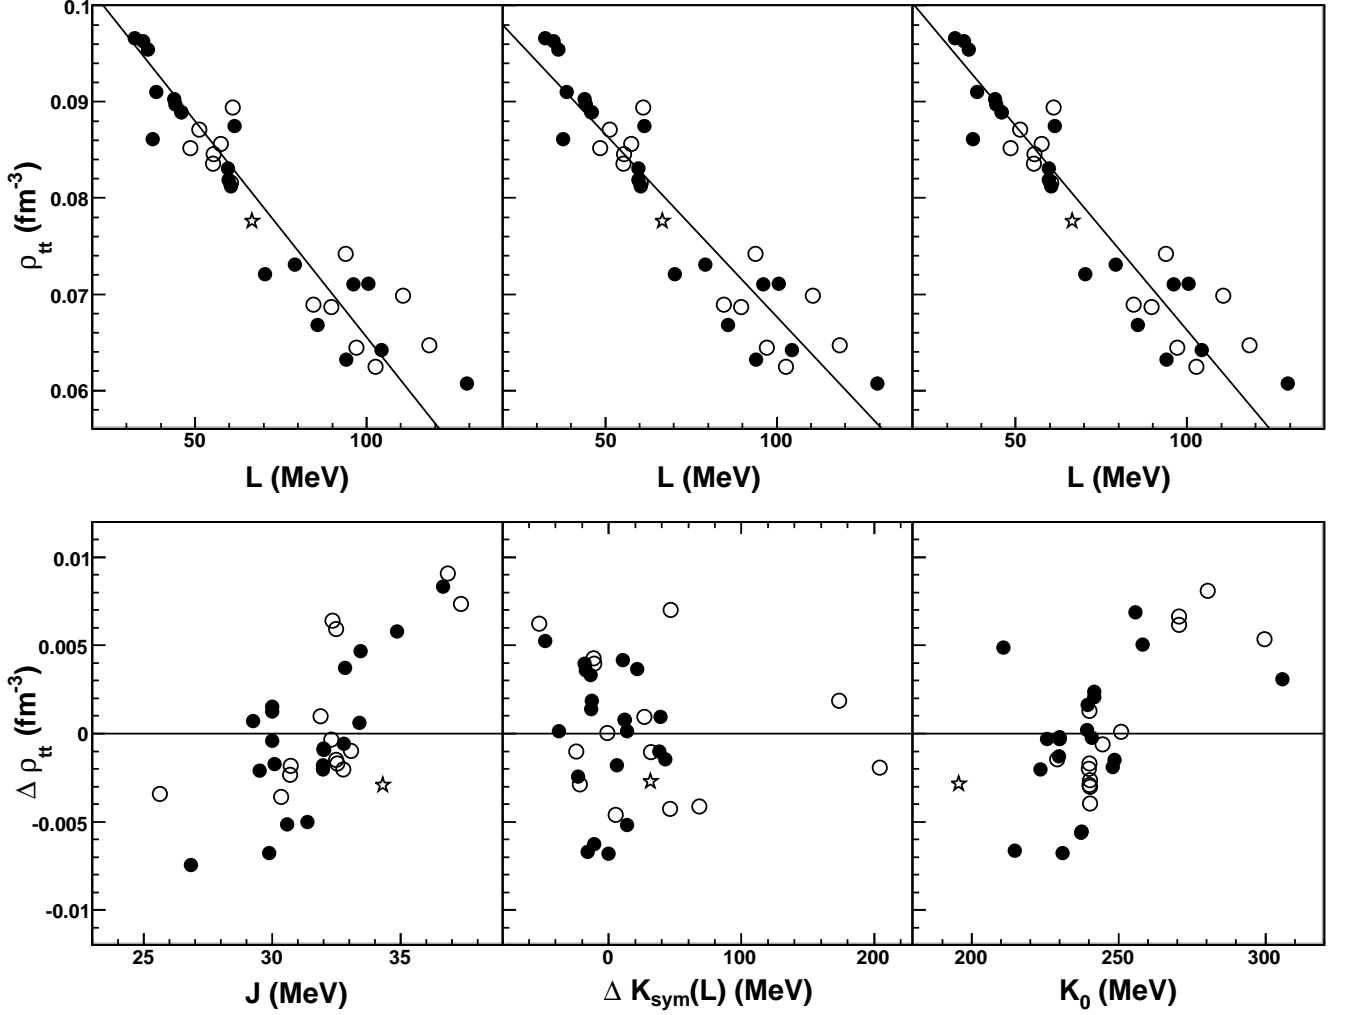 0.1
0.09
0.08
0.07
0.06
ρtt (fm-3)
50 100 50 100 50 100
L (MeV) L (MeV) L (MeV)
0.01
0.005
0
-0.005
-0.01
Δ ρtt (fm-3)
25 30 35 0 100 200 200 250 300
J (MeV) Δ Ksym(L) (MeV) K0 (MeV)